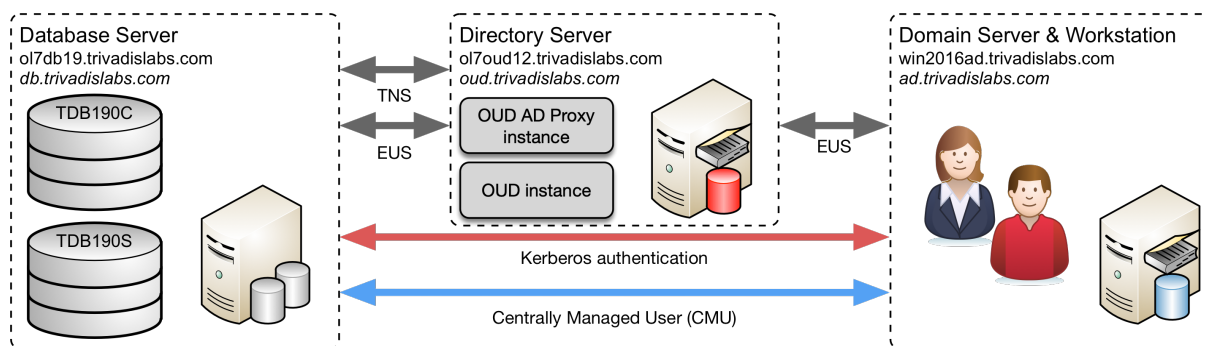 Database Server
ol7db19.trivadislabs.com
db.trivadislabs.com
TDB190C
TDB190S
TNS
EUS
Directory Server
ol7oud12.trivadislabs.com
oud.trivadislabs.com
OUD AD Proxy
instance
OUD instance
EUS
Kerberos authentication
Centrally Managed User (CMU)
Domain Server & Workstation
win2016ad.trivadislabs.com
ad.trivadislabs.com